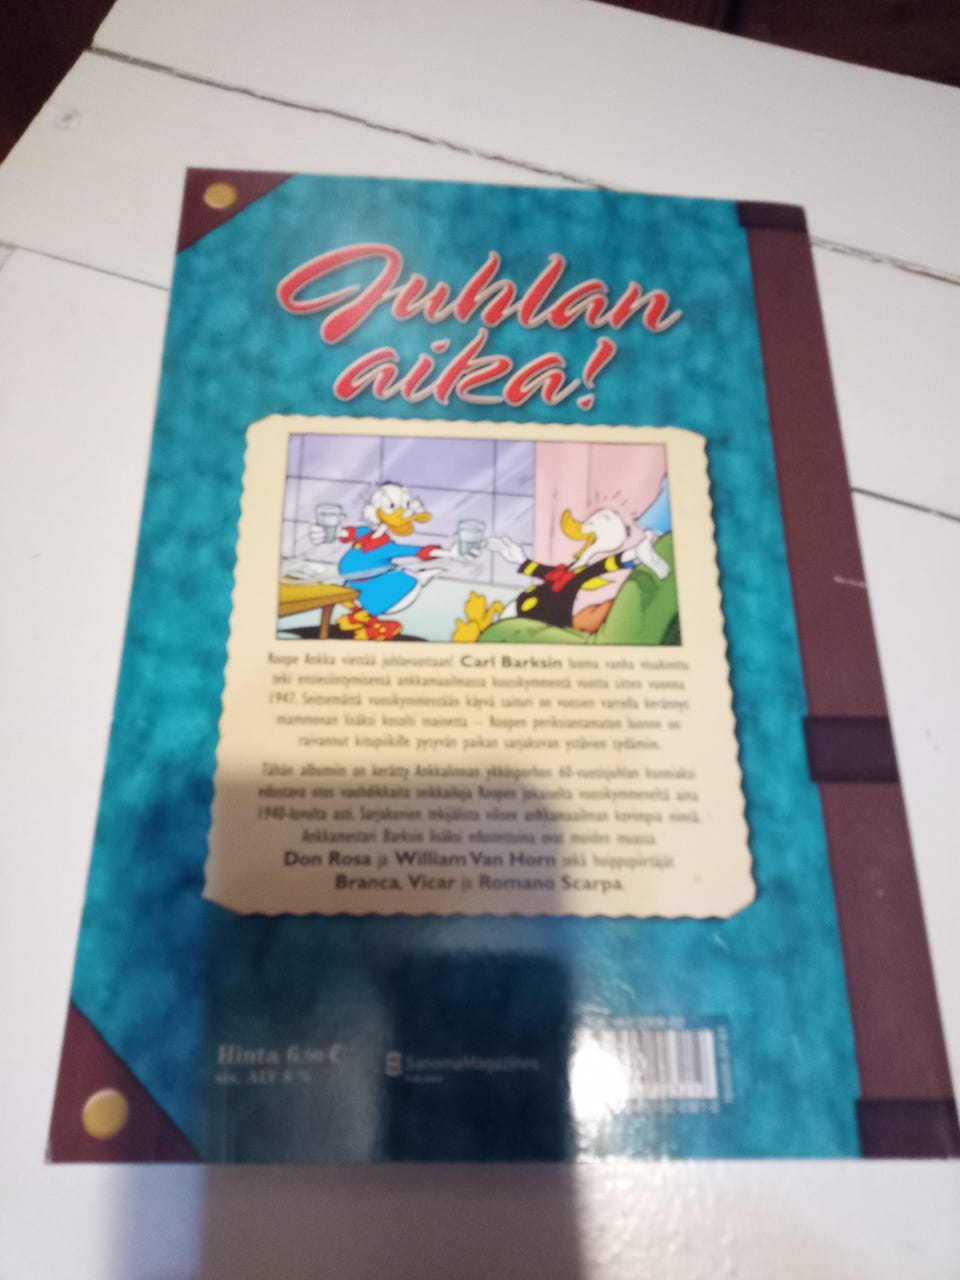 Juhlan
aika!
Roope Ankka viettää juhlavuottaan! Carl Barksin luoma vanha visukinttu
teki ensiesiintymisensä ankkamaailmassa kuusikymmentä vuotta sitten vuonna
1947. Seitsemättä vuosikymmentään käyvä saituri on vuosien varrella kerännyt
mammonan lisäksi kosolti mainetta – Roopen periksiantamaton luonne on
raivannut kitupiikille pysyvän paikan sarjakuvan ystävien sydämiin.
Tähän albumiin on kerätty Ankkalinnan ykkösporhon 60-vuotisjuhlan kunniaksi
edustava otos vauhdikkaita seikkailuja Roopen jokaiselta vuosikymmeneltä aina
1940-luvulta asti. Sarjakuvien tekijälista vilisee ankkamaailman kovimpia nimiä.
Ankkamestari Barksin lisäksi edustettuina ovat muiden muassa
Don Rosa ja William Van Horn sekä huippupiirtäjät
Branca, Vicar ja Romano Scarpa.
Hinta 6,90 €
sis. ALV 8 %
SanomaMagazines
FINLAND